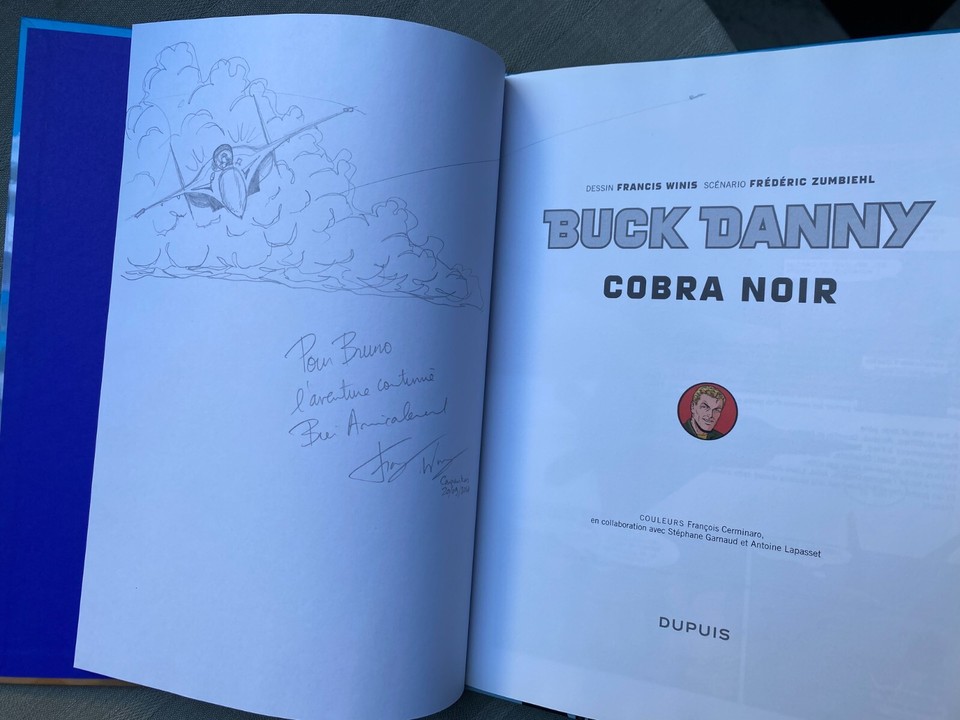 Pour Bruno
l'aventure continue
Bien Amicalement
DESSIN FRANCIS WINIS SCÉNARIO FRÉDÉRIC ZUMBIEHL
BUCK DANNY
COBRA NOIR
COULEURS François Cerminaro,
en collaboration avec Stéphane Garnaud et Antoine Lapasset
DUPUIS